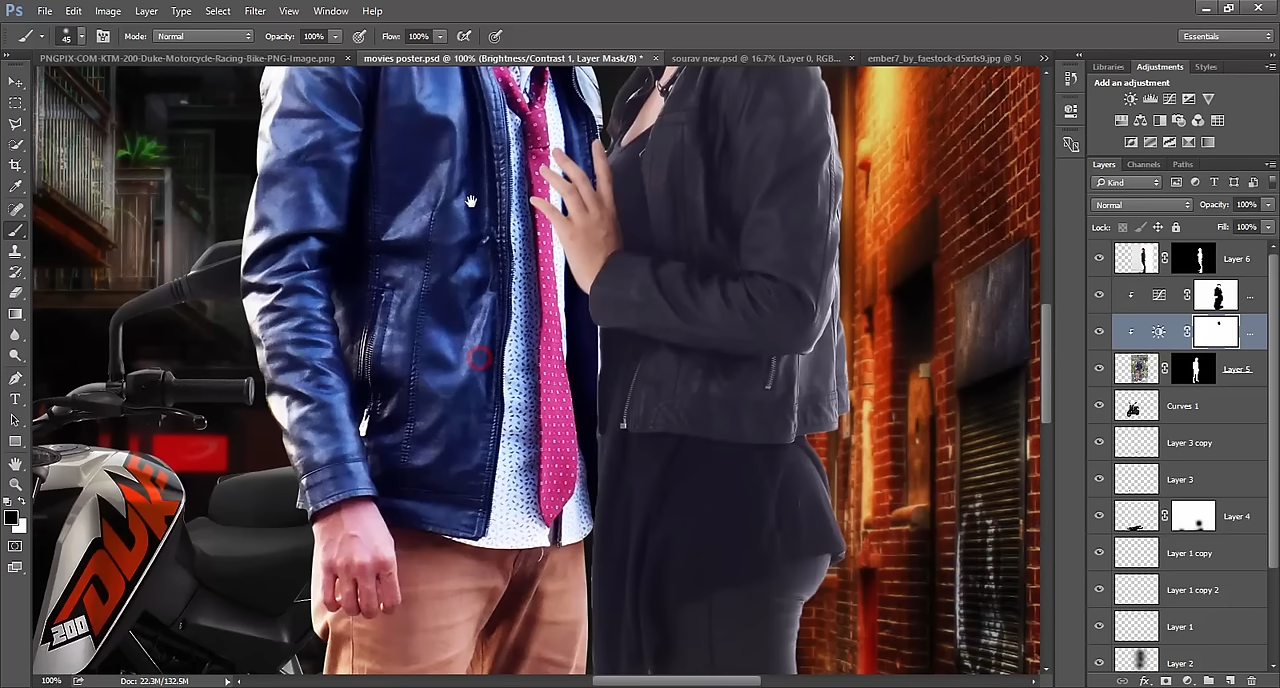 Ps File Edit Image Layer Type Select Filter View Window Help
45 Mode: Normal Opacity: 100% Flow: 100% Essentials
PNGPIX-COM-KTM-200-Duke-Motorcycle-Racing-Bike-PNG-Image.png × movies poster.psd @ 100% (Brightness/Contrast 1, Layer Mask/8) * × sourav new.psd @ 16.7% (Layer 0, RGB... × ember7_by_faestock-d5xrls9.jpg @ 50
Libraries Adjustments Styles
Add an adjustment
Layers Channels Paths
Kind
Normal Opacity: 100%
Lock: Fill: 100%
Layer 6
...
...
Layer 5
Curves 1
Layer 3 copy
Layer 3
Layer 4
Layer 1 copy
Layer 1 copy 2
Layer 1
Layer 2
DUKE
200
100% Doc: 22.3M/132.5M
fx